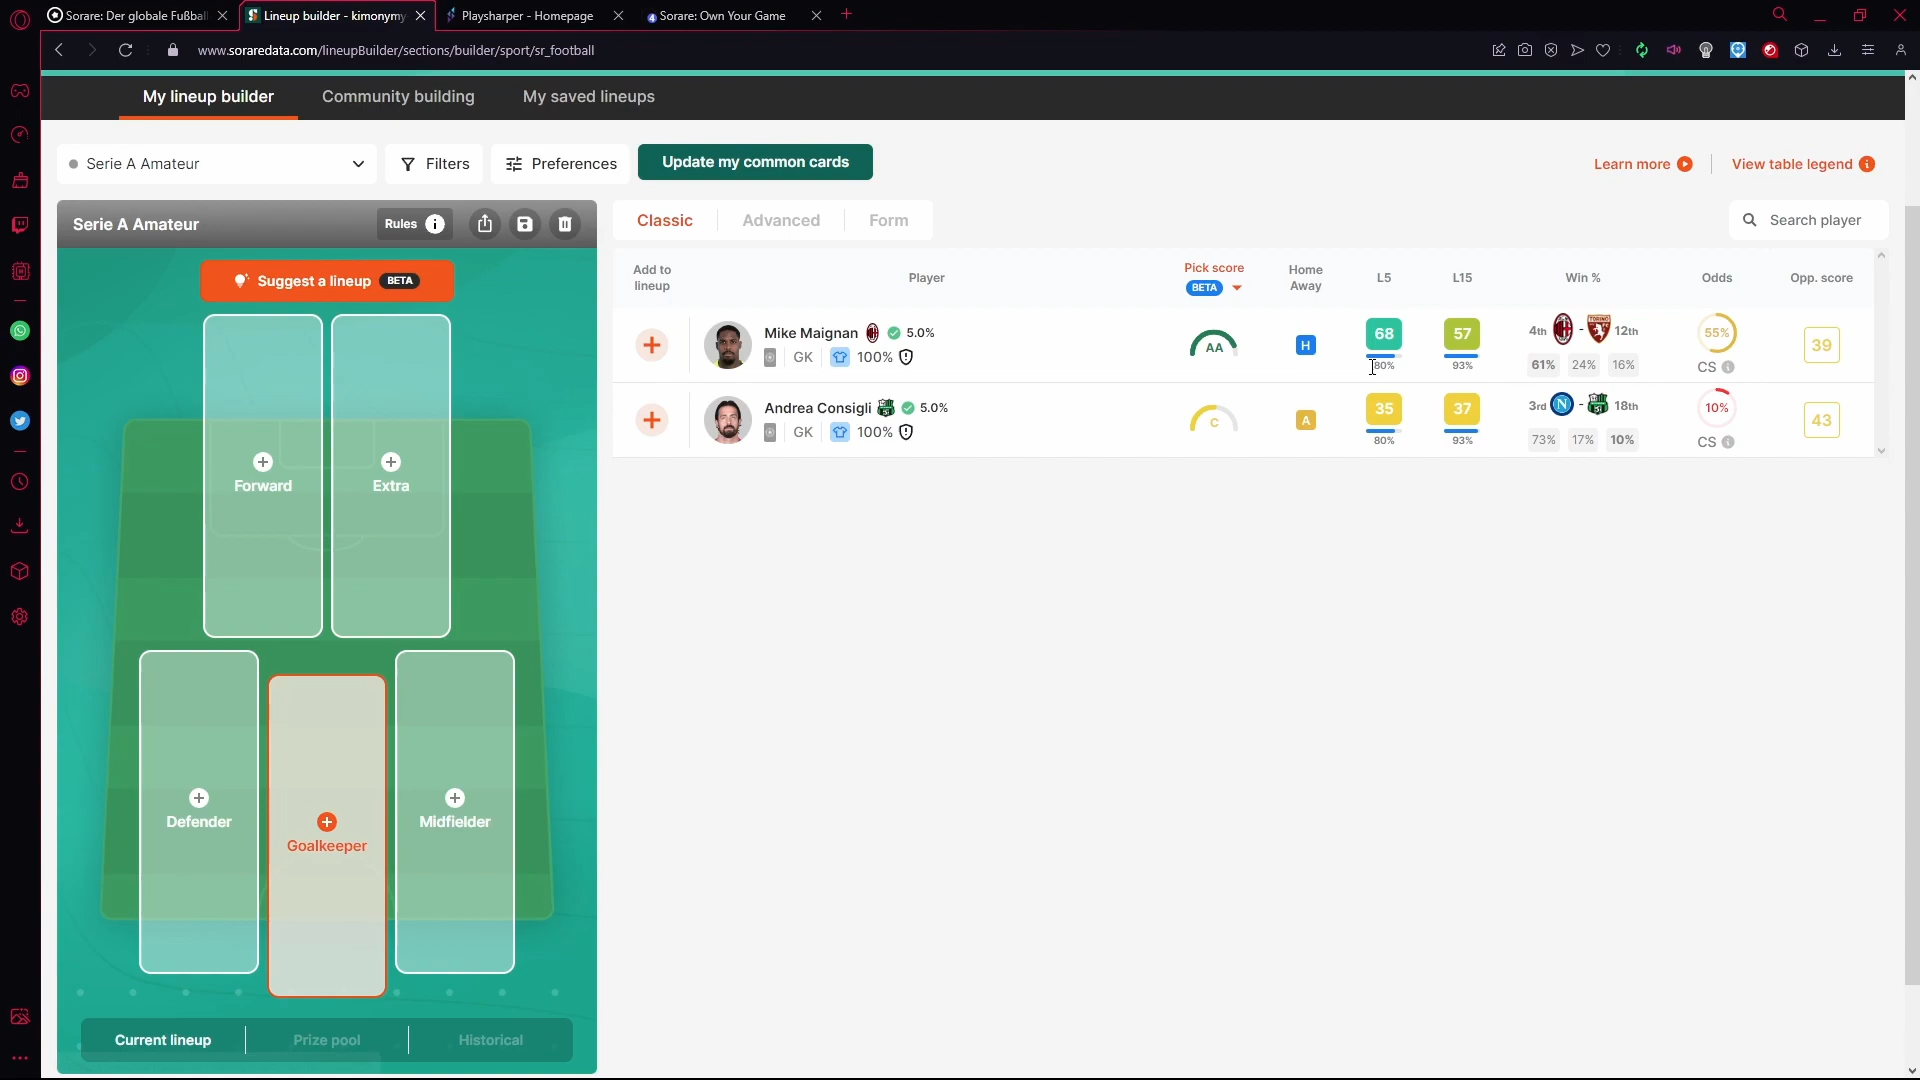 Sorare: Der globale Fußball
Lineup builder - kimonymy
Playsharper - Homepage
Sorare: Own Your Game
www.soraredata.com/lineupBuilder/sections/builder/sport/sr_football
My lineup builder
Community building
My saved lineups
Serie A Amateur
Filters
Preferences
Update my common cards
Learn more
View table legend
Serie A Amateur
Rules
Suggest a lineup BETA
Forward
Extra
Defender
Goalkeeper
Midfielder
Current lineup
Prize pool
Historical
Classic
Advanced
Form
Search player
Add to
lineup
Player
Pick score
BETA
Home
Away
L5
L15
Win %
Odds
Opp. score
Mike Maignan 5.0%
GK 100%
AA
H
68
80%
57
93%
4th - 12th
61% 24% 16%
55%
CS
39
Andrea Consigli 5.0%
GK 100%
C
A
35
80%
37
93%
3rd N - 18th
73% 17% 10%
10%
CS
43